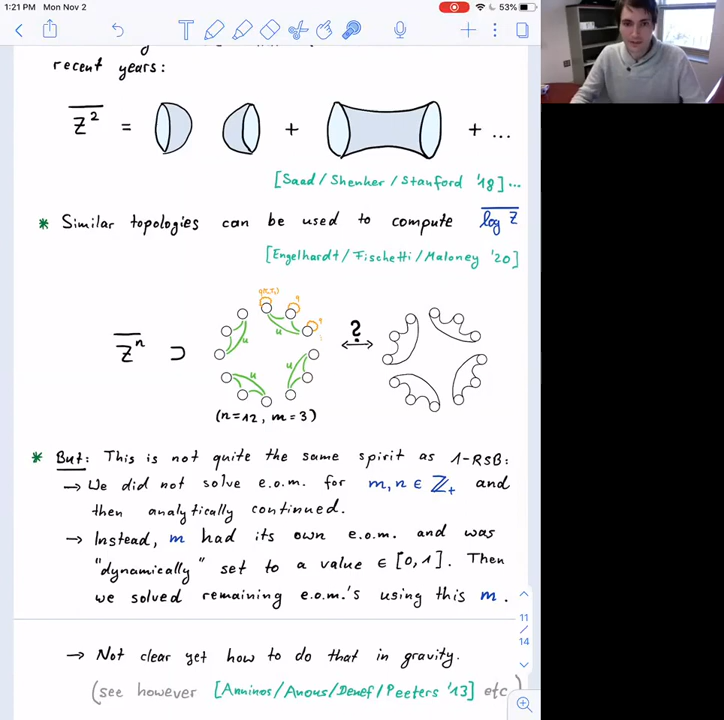 1:21 PM Mon Nov 2
53%
recent years:
Z² = + + ...
[Saad/Shenker/Stanford '18]...
* Similar topologies can be used to compute log Z
[Engelhardt/Fischetti/Maloney '20]
q q
u u ? q
Zⁿ ⊃ ↔
u u
(n=12, m=3)
* But: This is not quite the same spirit as 1-RSB:
→ We did not solve e.o.m. for m,n ∈ ℤ₊ and
then analytically continued.
→ Instead, m had its own e.o.m. and was
"dynamically" set to a value ∈ [0,1]. Then
we solved remaining e.o.m.'s using this m.
11
/
14
→ Not clear yet how to do that in gravity.
(see however [Anninos/Anous/Denef/Peeters '13] etc.)